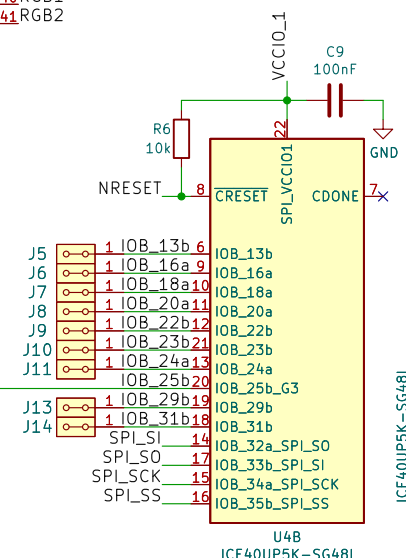 RGB1
41 RGB2
VCCIO_1
C9
100nF
R6
10k
GND
22
NRESET
8
CRESET
SPI_VCCIO1
CDONE
7
J5 1 IOB_13b 6 IOB_13b
J6 1 IOB_16a 9 IOB_16a
J7 1 IOB_18a 10 IOB_18a
J8 1 IOB_20a 11 IOB_20a
J9 1 IOB_22b 12 IOB_22b
J10 1 IOB_23b 21 IOB_23b
J11 1 IOB_24a 13 IOB_24a
IOB_25b 20 IOB_25b_G3
J13 1 IOB_29b 19 IOB_29b
J14 1 IOB_31b 18 IOB_31b
SPI_SI 14 IOB_32a_SPI_SO
SPI_SO 17 IOB_33b_SPI_SI
SPI_SCK 15 IOB_34a_SPI_SCK
SPI_SS 16 IOB_35b_SPI_SS
U4B
ICE40UP5K-SG48I
ICE40UP5K-SG48I